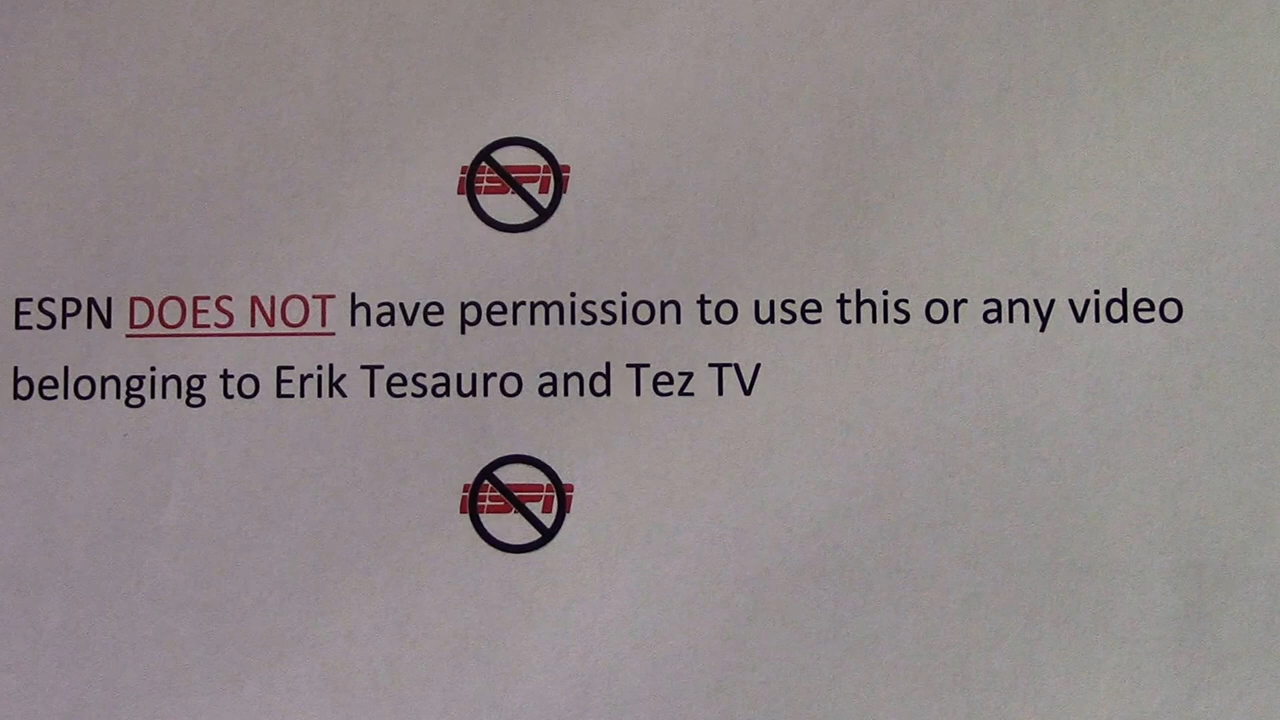 ESPN
ESPN DOES NOT have permission to use this or any video
belonging to Erik Tesauro and Tez TV
ESPN